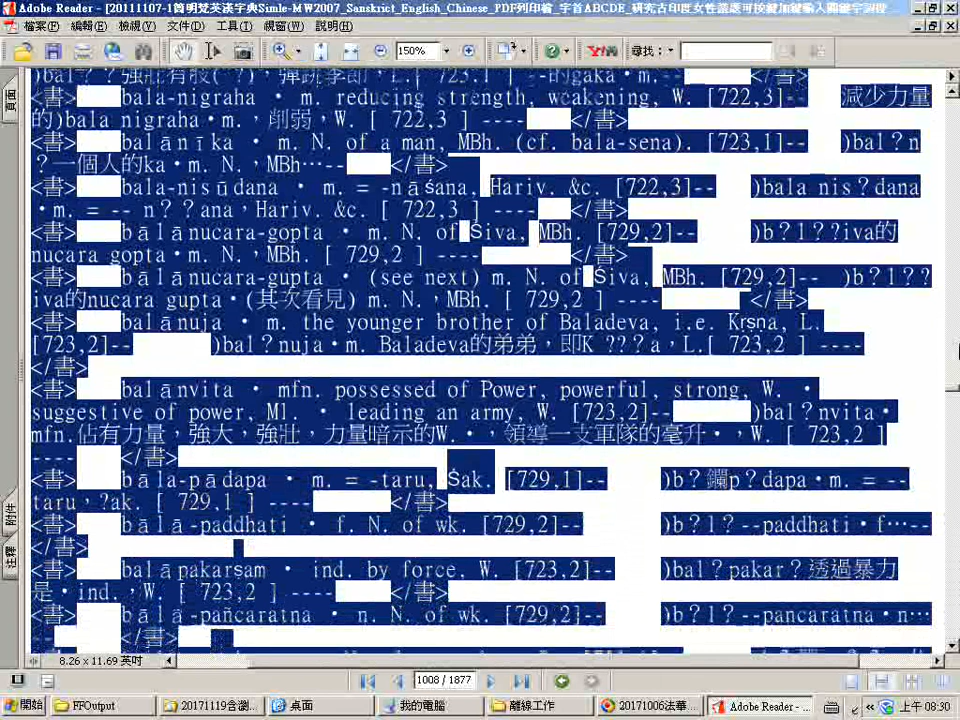 Adobe Reader - [20111107-1簡明梵英漢字典Simle-MW2007_Sanskrict_English_Chinese_PDF列印檔_字首ABCDE_研究古印度女性議題可按
檔案(F) 編輯(E) 檢視(V) 文件(D) 工具(T) 視窗(W) 說明(H)
150% 尋找：
頁面
<書> bala-nigraha • m. reducing strength, weakening, W. [722,3]-- 減少力量
的)bala nigraha•m.，削弱，W. [ 722,3 ] ---- </書>
<書> balānīka • m. N. of a man, MBh. (cf. bala-sena). [723,1]-- )bal?n
?一個人的ka•m. N.，MBh…-- </書>
<書> bala-nisūdana • m. = -nāśana, Hariv. &c. [722,3]-- )bala nis?dana
•m. = -- n??ana，Hariv. &c. [ 722,3 ] ---- </書>
<書> bālānucara-gopta • m. N. of Śiva, MBh. [729,2]-- )b?l??iva的
nucara gopta•m. N.，MBh. [ 729,2 ] ---- </書>
<書> bālānucara-gupta • (see next) m. N. of Śiva, MBh. [729,2]-- )b?l??
iva的nucara gupta•(其次看見) m. N.，MBh. [ 729,2 ] ---- </書>
<書> balānuja • m. the younger brother of Baladeva, i.e. Kṛṣṇa, L.
[723,2]-- )bal?nuja•m. Baladeva的弟弟，即K ???a，L.[ 723,2 ] ----
</書>
<書> balānvita • mfn. possessed of Power, powerful, strong, W. •
suggestive of power, Ml. • leading an army, W. [723,2]-- )bal?nvita•
mfn.佔有力量，強大，強壯，力量暗示的W.•，領導一支軍隊的毫升•，W. [ 723,2 ]
---- </書>
<書> bāla-pādapa • m. = -taru, Śak. [729,1]-- )b?鑭p?dapa•m. = --
taru，?ak. [ 729,1 ] ---- </書>
<書> bālā-paddhati • f. N. of wk. [729,2]-- )b?l?--paddhati•f…--
</書>
<書> balāpakarṣam • ind. by force, W. [723,2]-- )bal?pakar?透過暴力
是•ind.，W. [ 723,2 ] ---- </書>
<書> bālā-pañcaratna • n. N. of wk. [729,2]-- )b?l?--pancaratna•n…
-- </書>
附件
註釋
8.26 x 11.69 英吋
1008 / 1877
開始 FFOutput 20171119含瀏... 桌面 我的電腦 離線工作 20171006法華... Adobe Reader - [... 上午 08:30